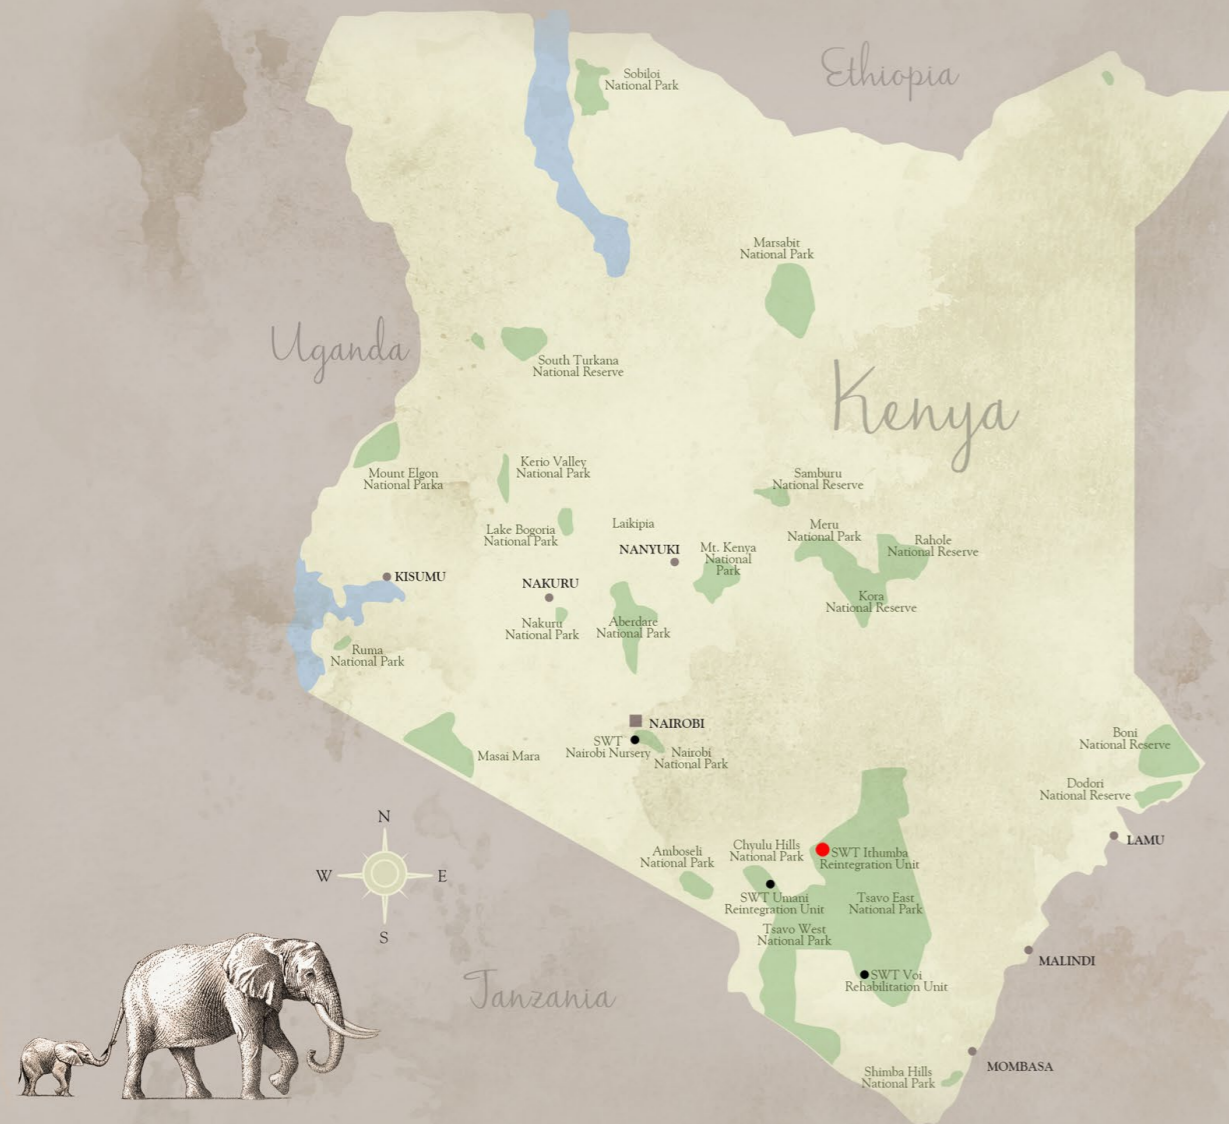 Ethiopia
Sobiloi
National Park
Marsabit
National Park
Uganda
South Turkana
National Reserve
Kenya
Mount Elgon
National Parka
Kerio Valley
National Park
Samburu
National Reserve
Lake Bogoria
National Park
Laikipia
Meru
National Park
Rahole
National Reserve
NANYUKI
Mt. Kenya
National
Park
KISUMU
NAKURU
Kora
National Reserve
Nakuru
National Park
Aberdare
National Park
Ruma
National Park
NAIROBI
SWT
Nairobi Nursery
Nairobi
National Park
Masai Mara
Boni
National Reserve
Dodori
National Reserve
LAMU
N
W
E
S
Amboseli
National Park
Chyulu Hills
National Park
SWT Ithumba
Reintegration Unit
SWT Umani
Reintegration Unit
Tsavo East
National Park
Tsavo West
National Park
MALINDI
SWT Voi
Rehabilitation Unit
Tanzania
MOMBASA
Shimba Hills
National Park